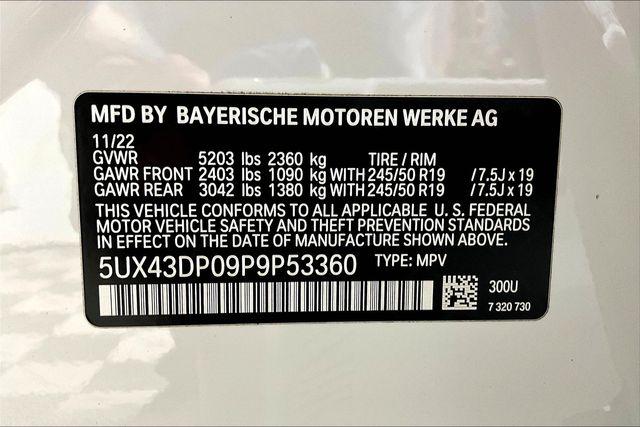 MFD BY BAYERISCHE MOTOREN WERKE AG
11/22
GVWR 5203 lbs 2360 kg TIRE / RIM
GAWR FRONT 2403 lbs 1090 kg WITH 245/50 R19 /7.5J x 19
GAWR REAR 3042 lbs 1380 kg WITH 245/50 R19 /7.5J x 19
THIS VEHICLE CONFORMS TO ALL APPLICABLE U. S. FEDERAL
MOTOR VEHICLE SAFETY AND THEFT PREVENTION STANDARDS
IN EFFECT ON THE DATE OF MANUFACTURE SHOWN ABOVE.
5UX43DP09P9P53360 TYPE: MPV
300U
7 320 730